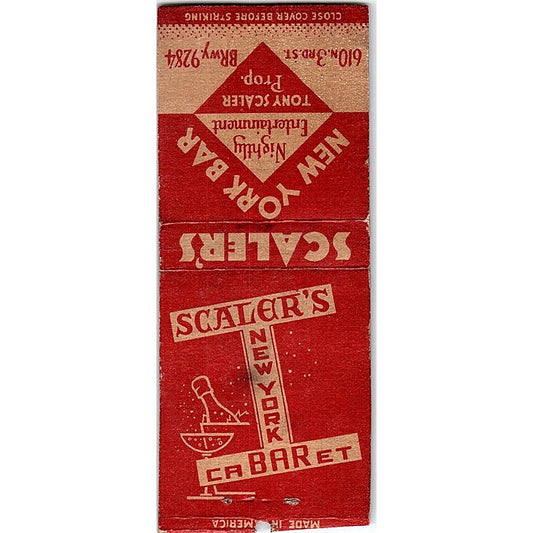 CLOSE COVER BEFORE STRIKING
610 N. 3RD. ST. BRwy 9284
TONY SCALER
Prop.
Nightly
Entertainment
NEW YORK BAR
SCALER'S
SCALER'S
NEW YORK
CABARET
MADE IN AMERICA